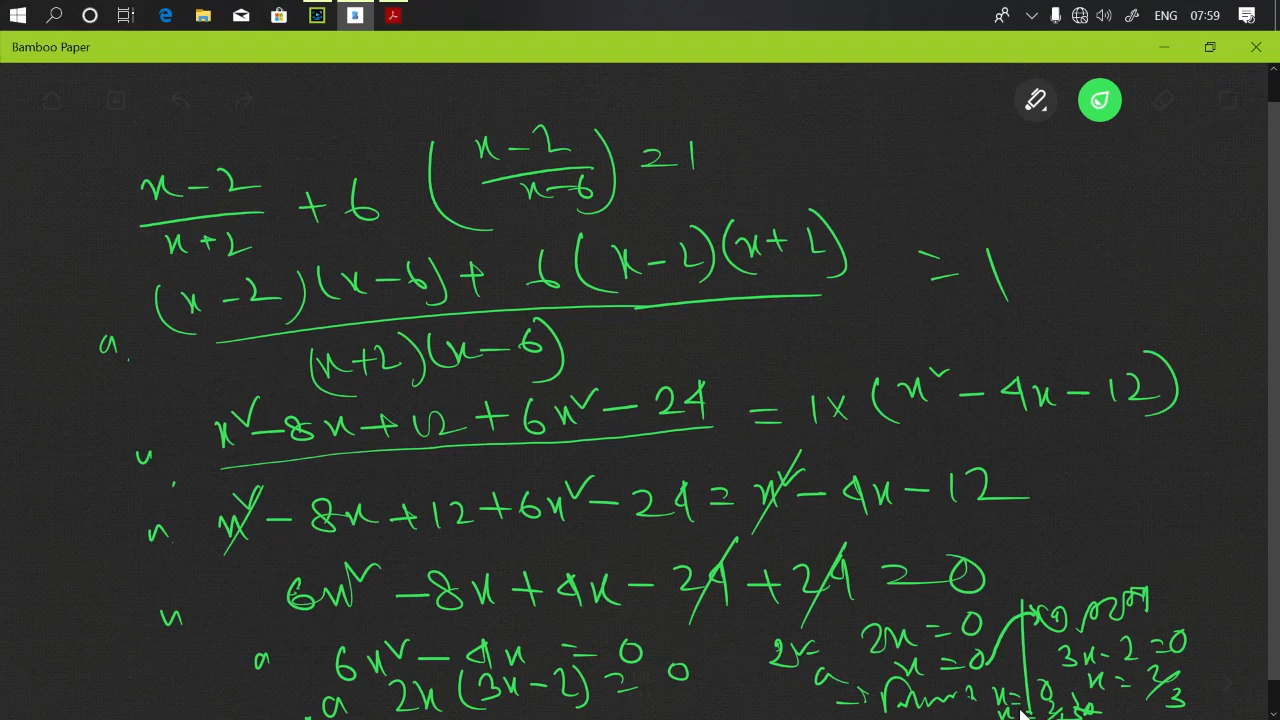 ENG 07:59
Bamboo Paper
x-2/x+2 + 6 (x-2/x-6) = 1
(x-2)(x-6) + 6(x-2)(x+2) / (x+2)(x-6) = 1
x² - 8x + 12 + 6x² - 24 = 1 × (x² - 4x - 12)
x² - 8x + 12 + 6x² - 24 = x² - 4x - 12
6x² - 8x + 4x - 24 + 24 = 0
6x² - 4x = 0
2x (3x - 2) = 0
2x = 0
x = 0
3x - 2 = 0
x = 2/3